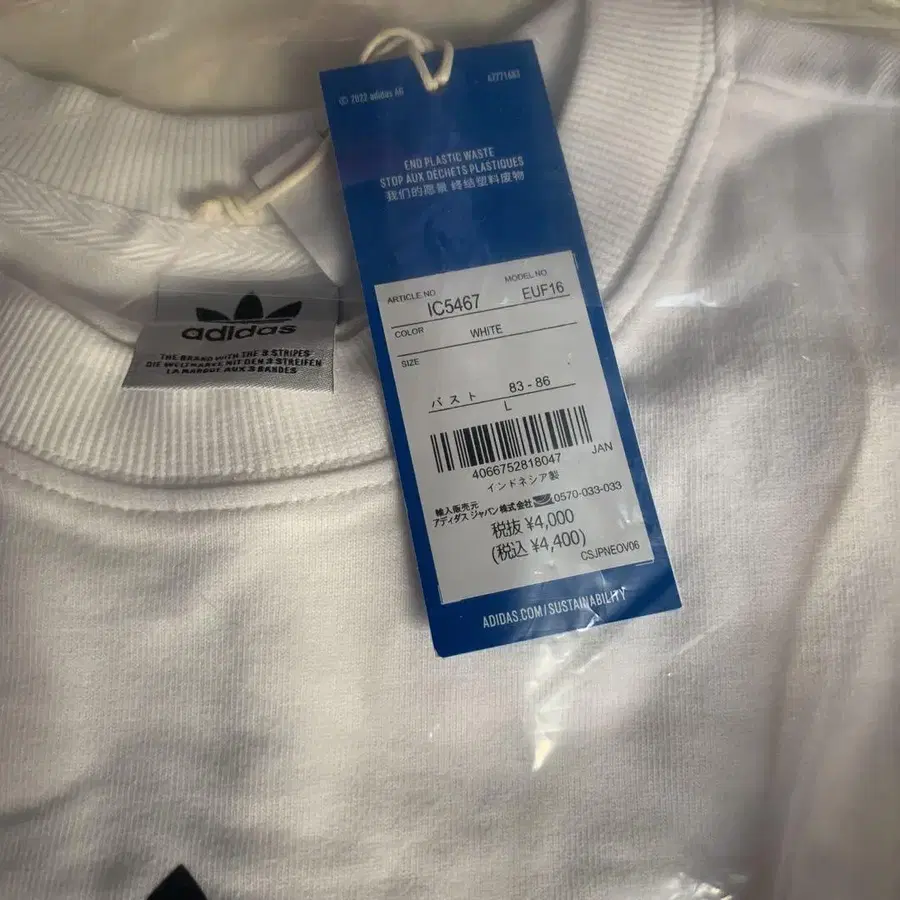 © 2022 adidas AG
67771683
END PLASTIC WASTE
STOP AUX DÉCHETS PLASTIQUES
我们的愿景 终结塑料废物
ARTICLE NO. IC5467
MODEL NO. EUF16
COLOR WHITE
SIZE
バスト 83 - 86
L
4066752818047 JAN
インドネシア製
輸入販売元
アディダス ジャパン株式会社 0570-033-033
税抜 ¥4,000
(税込 ¥4,400)
CSJPNEOV06
ADIDAS.COM/SUSTAINABILITY
adidas
THE BRAND WITH THE 3 STRIPES
DIE WELTMARKE MIT DEN 3 STREIFEN
LA MARQUE AUX 3 BANDES